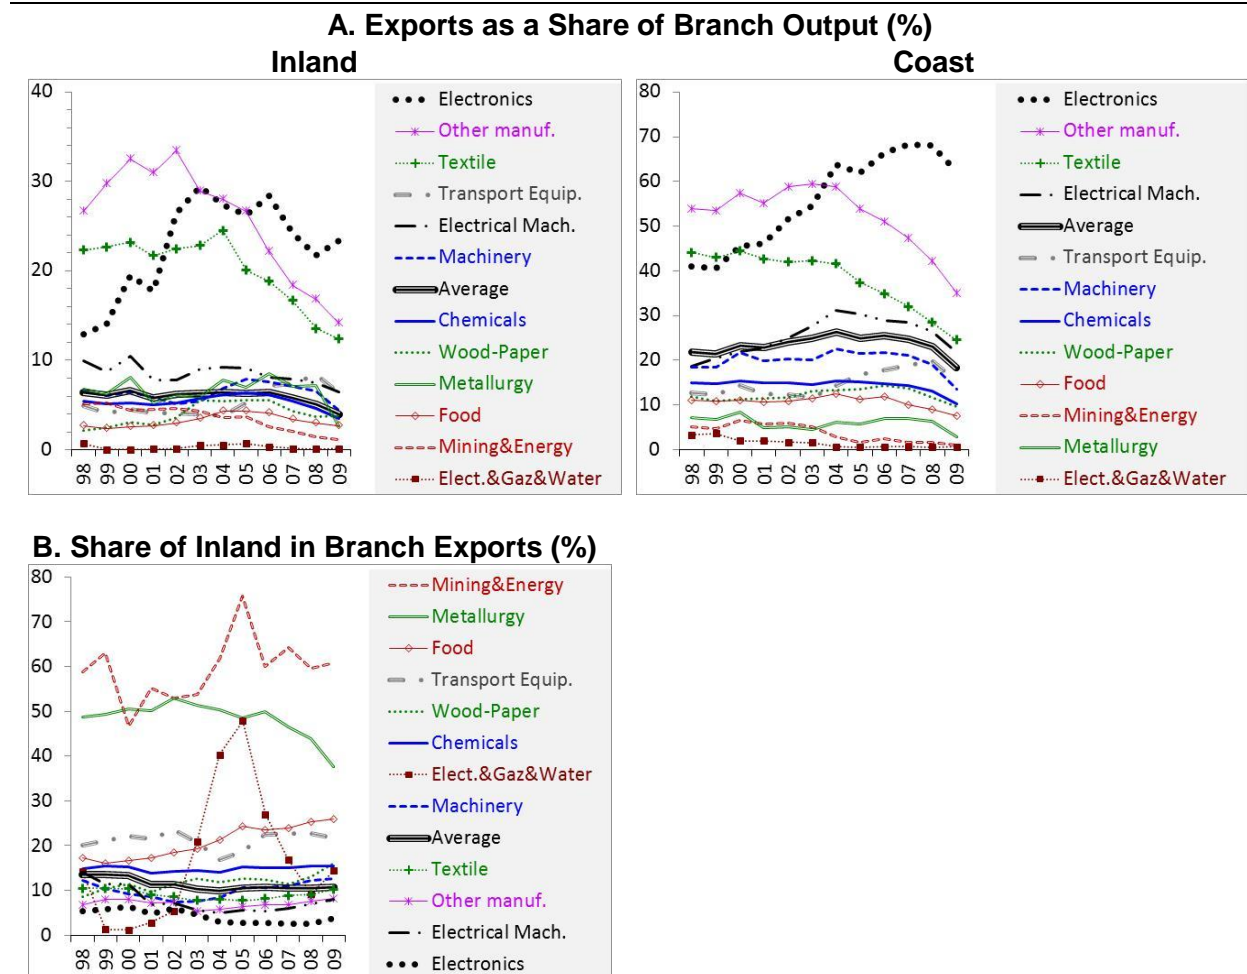 A. Exports as a Share of Branch Output (%)
Inland
Coast
40
30
20
10
0
98 99 00 01 02 03 04 05 06 07 08 09
Electronics
Other manuf.
Textile
Transport Equip.
Electrical Mach.
Machinery
Average
Chemicals
Wood-Paper
Metallurgy
Food
Mining&Energy
Elect.&Gaz&Water
80
70
60
50
40
30
20
10
0
98 99 00 01 02 03 04 05 06 07 08 09
Electronics
Other manuf.
Textile
Electrical Mach.
Average
Transport Equip.
Machinery
Chemicals
Wood-Paper
Food
Mining&Energy
Metallurgy
Elect.&Gaz&Water
B. Share of Inland in Branch Exports (%)
80
70
60
50
40
30
20
10
0
98 99 00 01 02 03 04 05 06 07 08 09
Mining&Energy
Metallurgy
Food
Transport Equip.
Wood-Paper
Chemicals
Elect.&Gaz&Water
Machinery
Average
Textile
Other manuf.
Electrical Mach.
Electronics